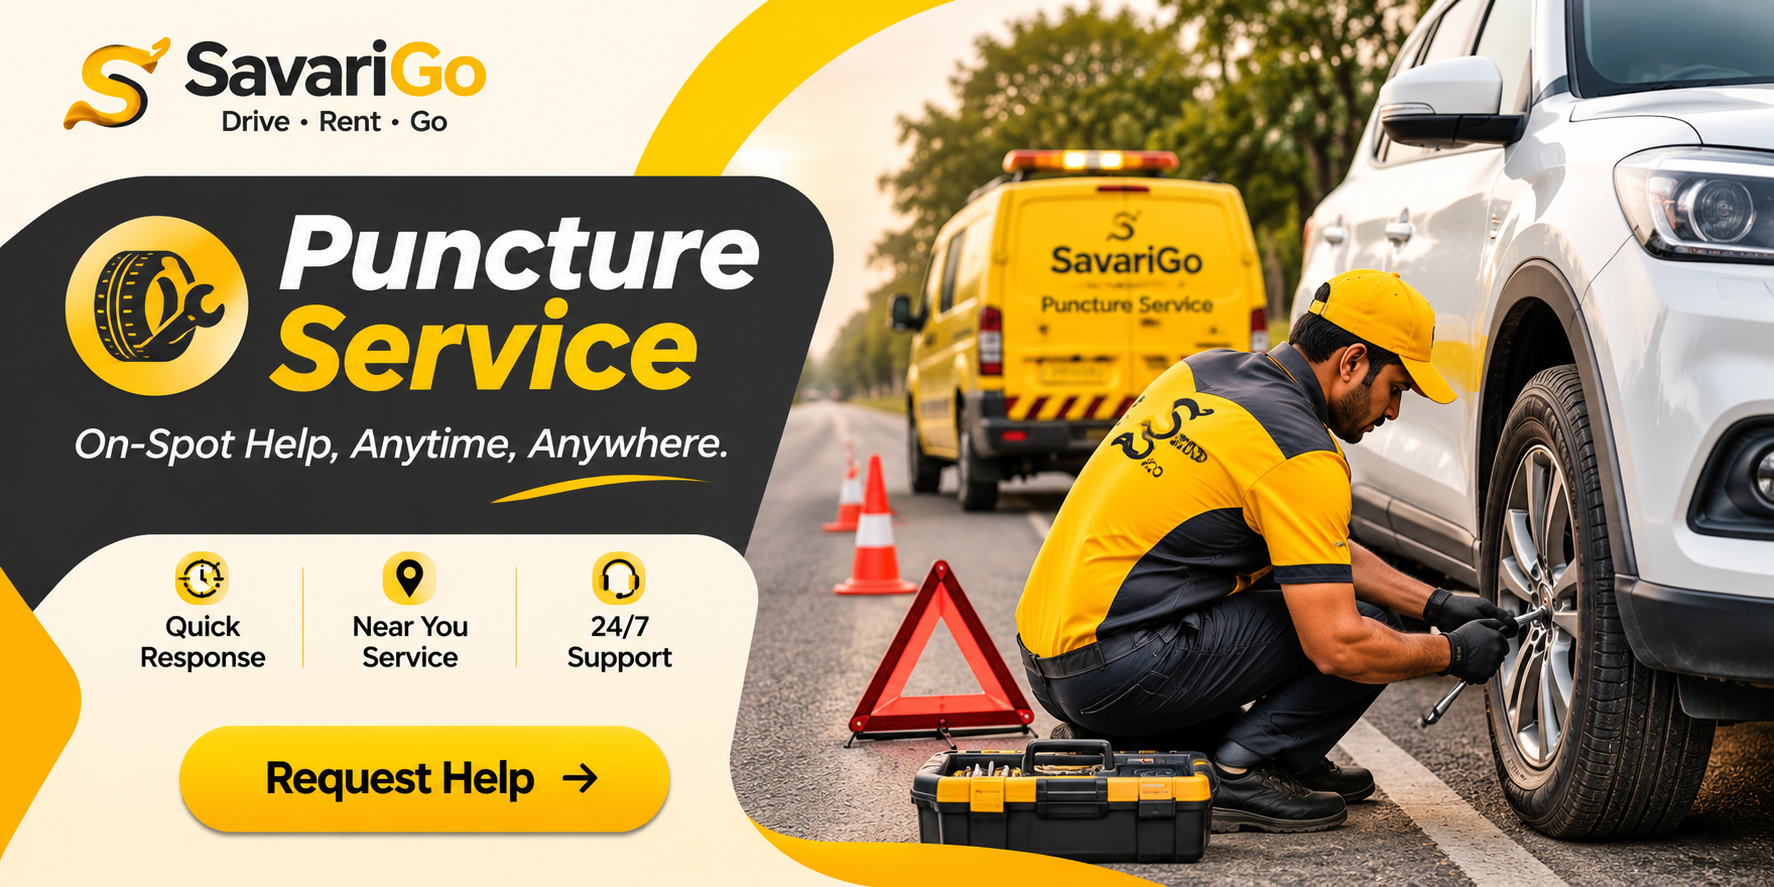 SavariGo
Drive • Rent • Go
Puncture
Service
On-Spot Help, Anytime, Anywhere.
Quick
Response
Near You
Service
24/7
Support
Request Help →
SavariGo
Puncture Service